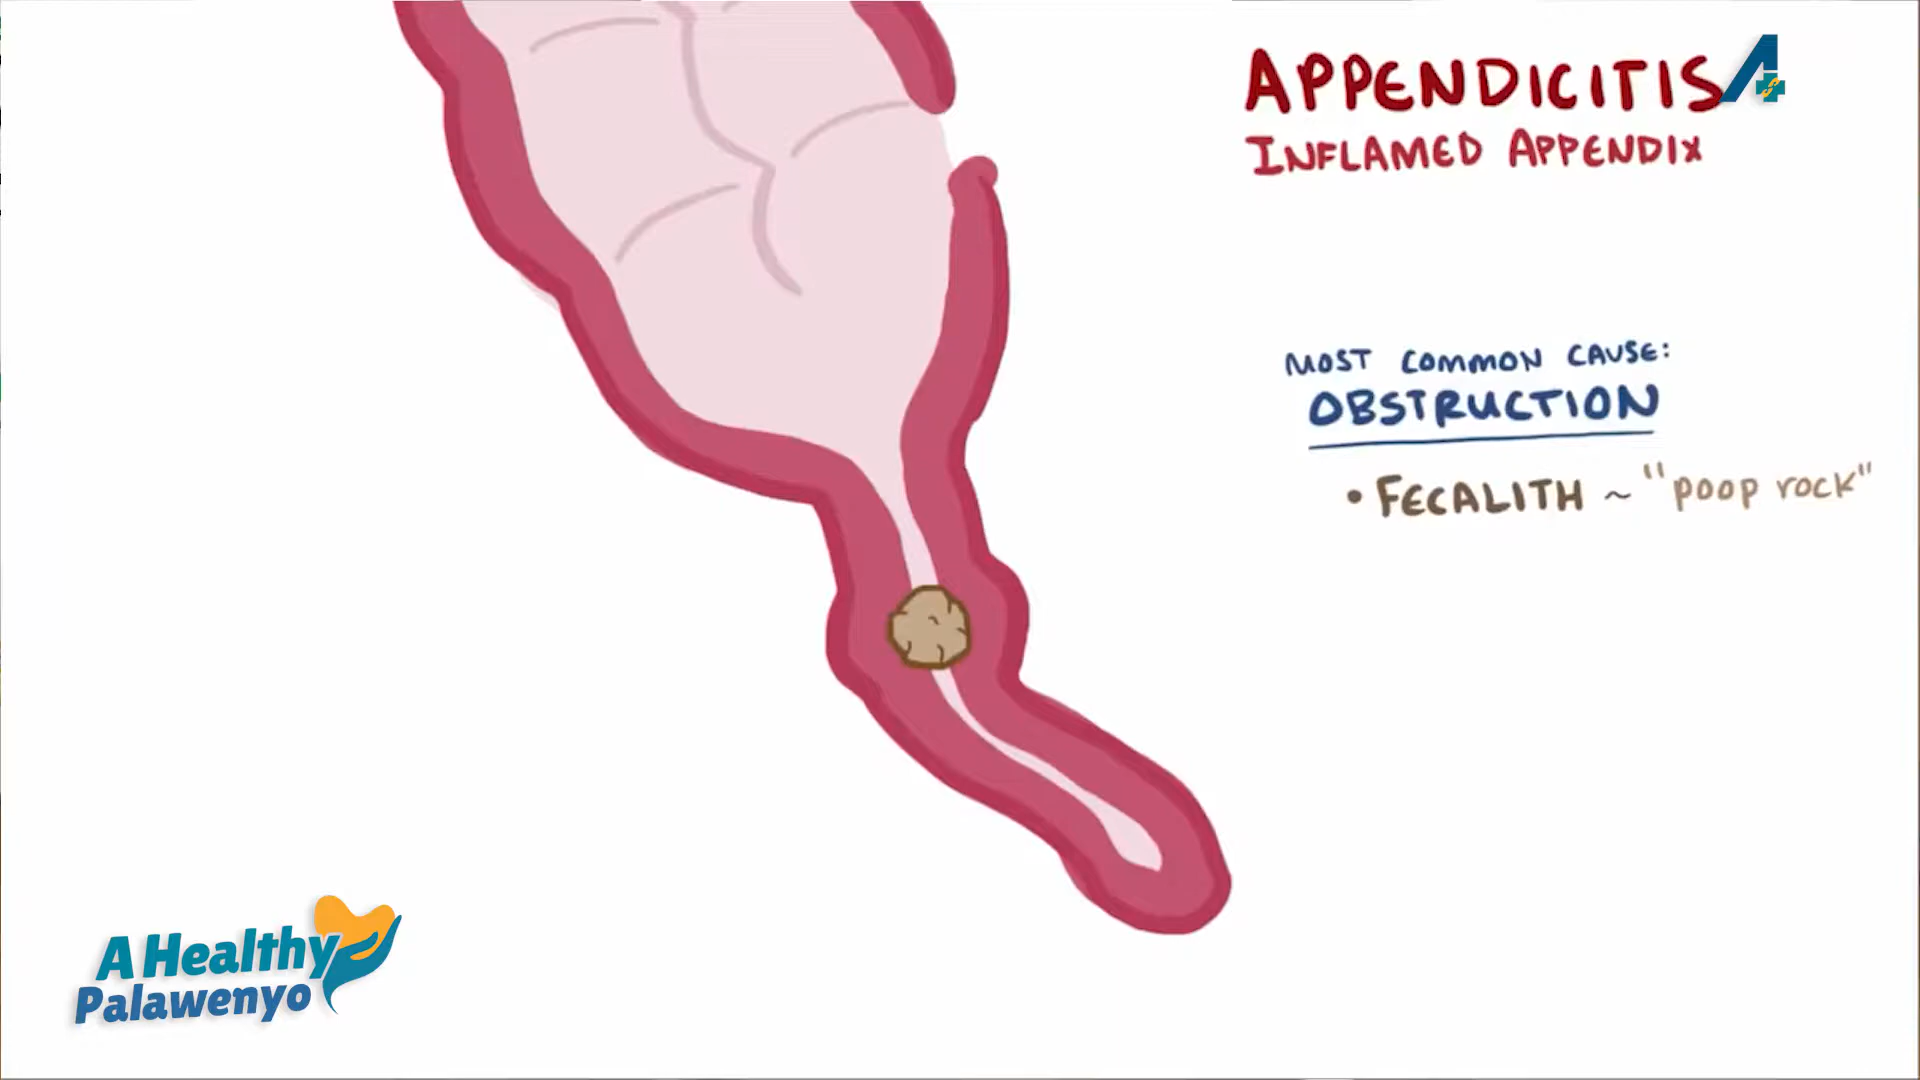 APPENDICITIS
INFLAMED APPENDIX
MOST COMMON CAUSE:
OBSTRUCTION
• FECALITH ~ "poop rock"
A Healthy
Palawenyo